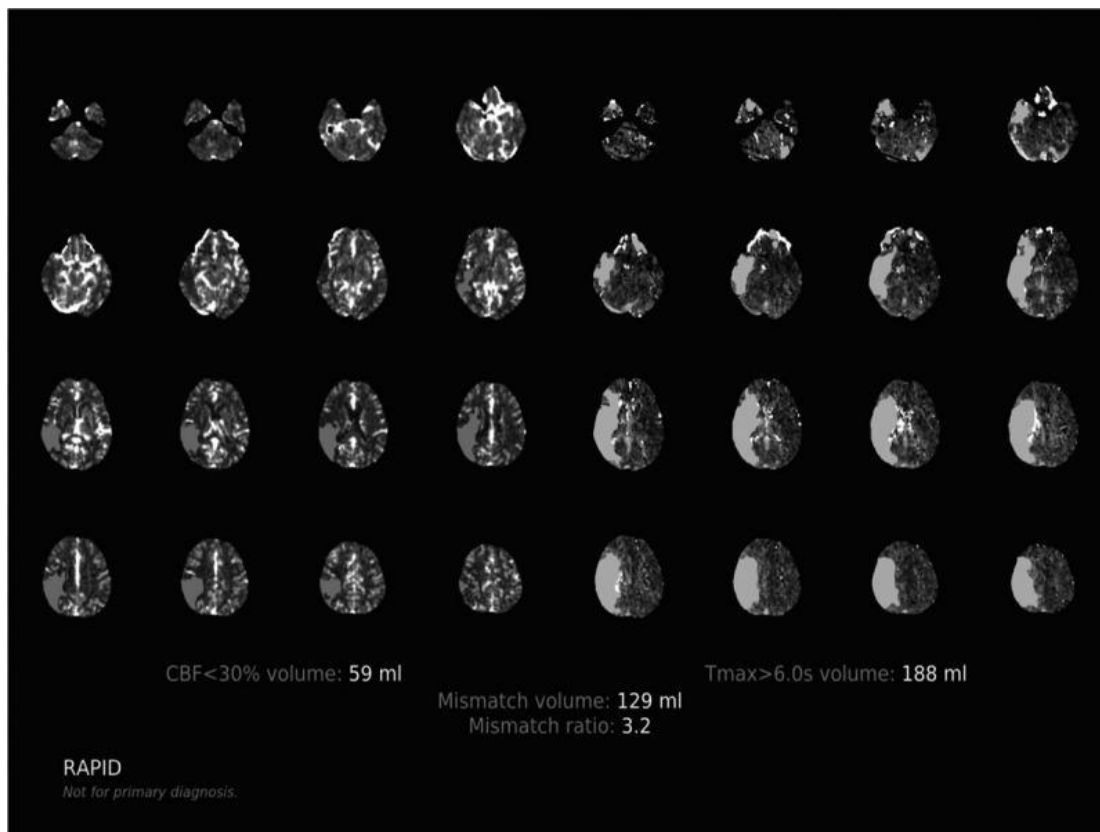 CBF<30% volume: 59 ml
Tmax>6.0s volume: 188 ml
Mismatch volume: 129 ml
Mismatch ratio: 3.2
RAPID
Not for primary diagnosis.